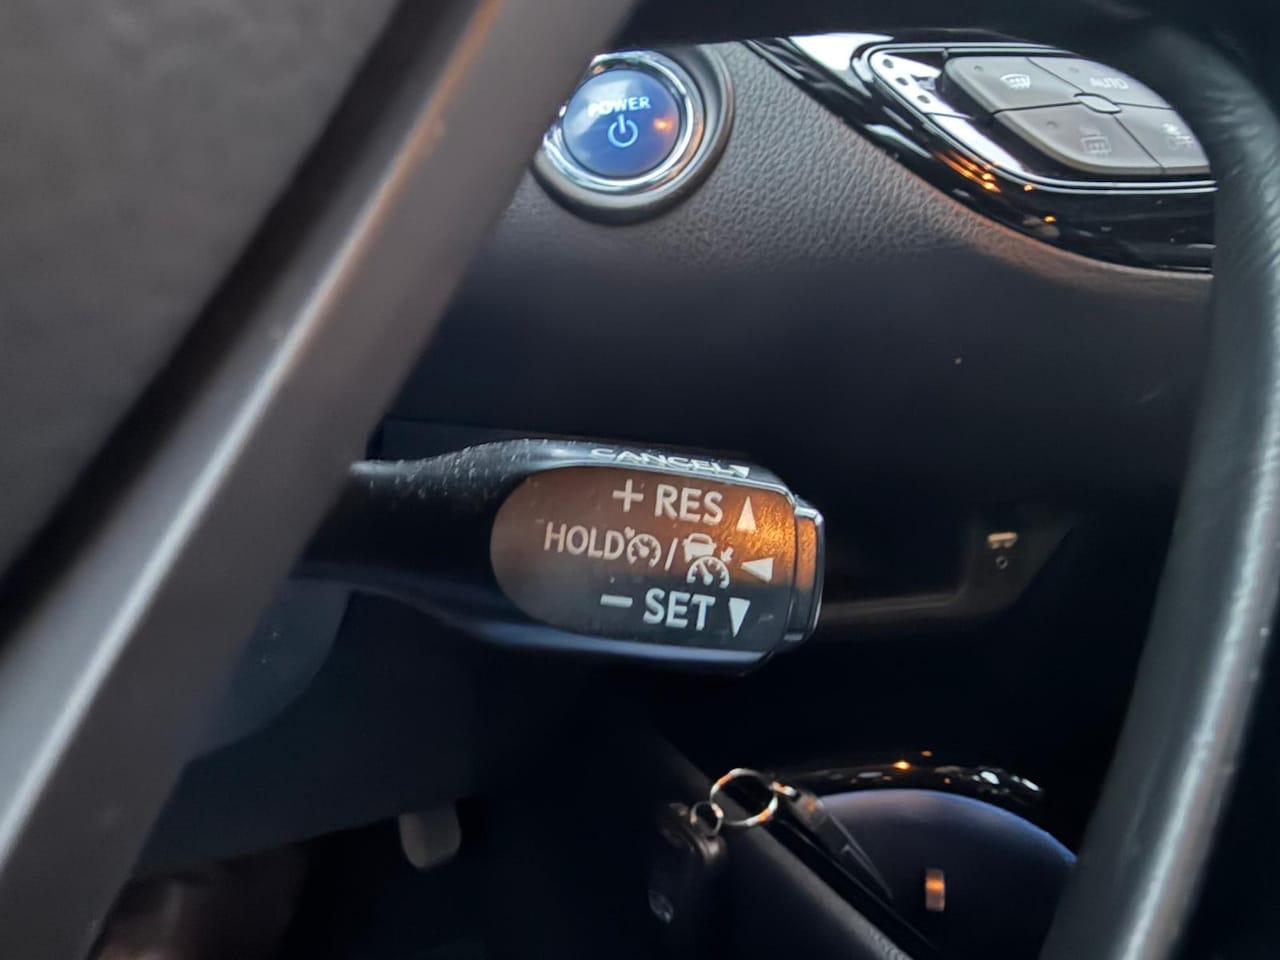 POWER
AUTO
CANCEL
+ RES
HOLD /
− SET